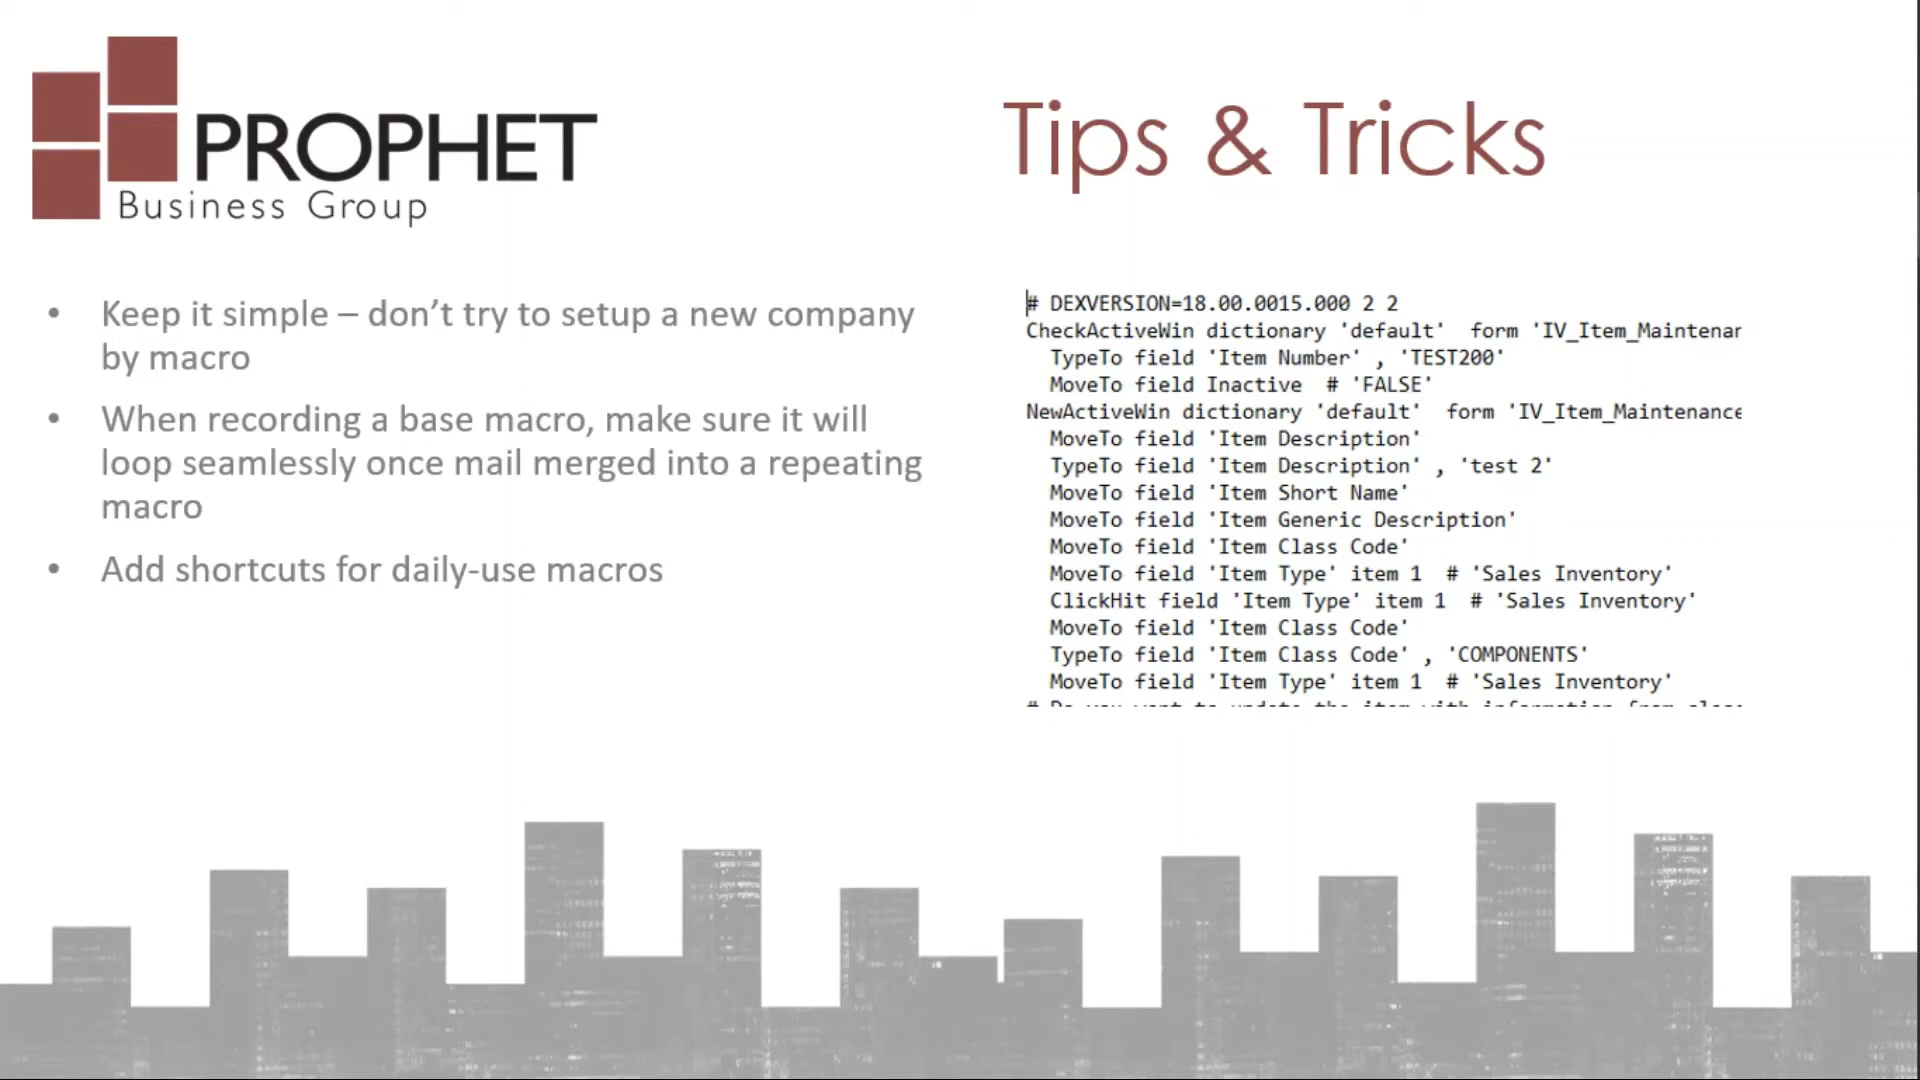 PROPHET
Business Group
Tips & Tricks
• Keep it simple – don’t try to setup a new company
by macro
• When recording a base macro, make sure it will
loop seamlessly once mail merged into a repeating
macro
• Add shortcuts for daily-use macros
# DEXVERSION=18.00.0015.000 2 2
CheckActiveWin dictionary 'default'  form 'IV_Item_Maintenan
  TypeTo field 'Item Number' , 'TEST200'
  MoveTo field Inactive  # 'FALSE'
NewActiveWin dictionary 'default'  form 'IV_Item_Maintenance
  MoveTo field 'Item Description'
  TypeTo field 'Item Description' , 'test 2'
  MoveTo field 'Item Short Name'
  MoveTo field 'Item Generic Description'
  MoveTo field 'Item Class Code'
  MoveTo field 'Item Type' item 1  # 'Sales Inventory'
  ClickHit field 'Item Type' item 1  # 'Sales Inventory'
  MoveTo field 'Item Class Code'
  TypeTo field 'Item Class Code' , 'COMPONENTS'
  MoveTo field 'Item Type' item 1  # 'Sales Inventory'